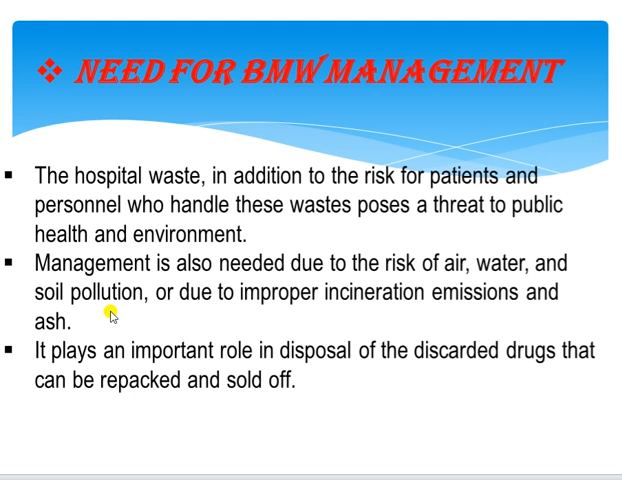 ❖ NEED FOR BMW MANAGEMENT
▪ The hospital waste, in addition to the risk for patients and
personnel who handle these wastes poses a threat to public
health and environment.
▪ Management is also needed due to the risk of air, water, and
soil pollution, or due to improper incineration emissions and
ash.
▪ It plays an important role in disposal of the discarded drugs that
can be repacked and sold off.